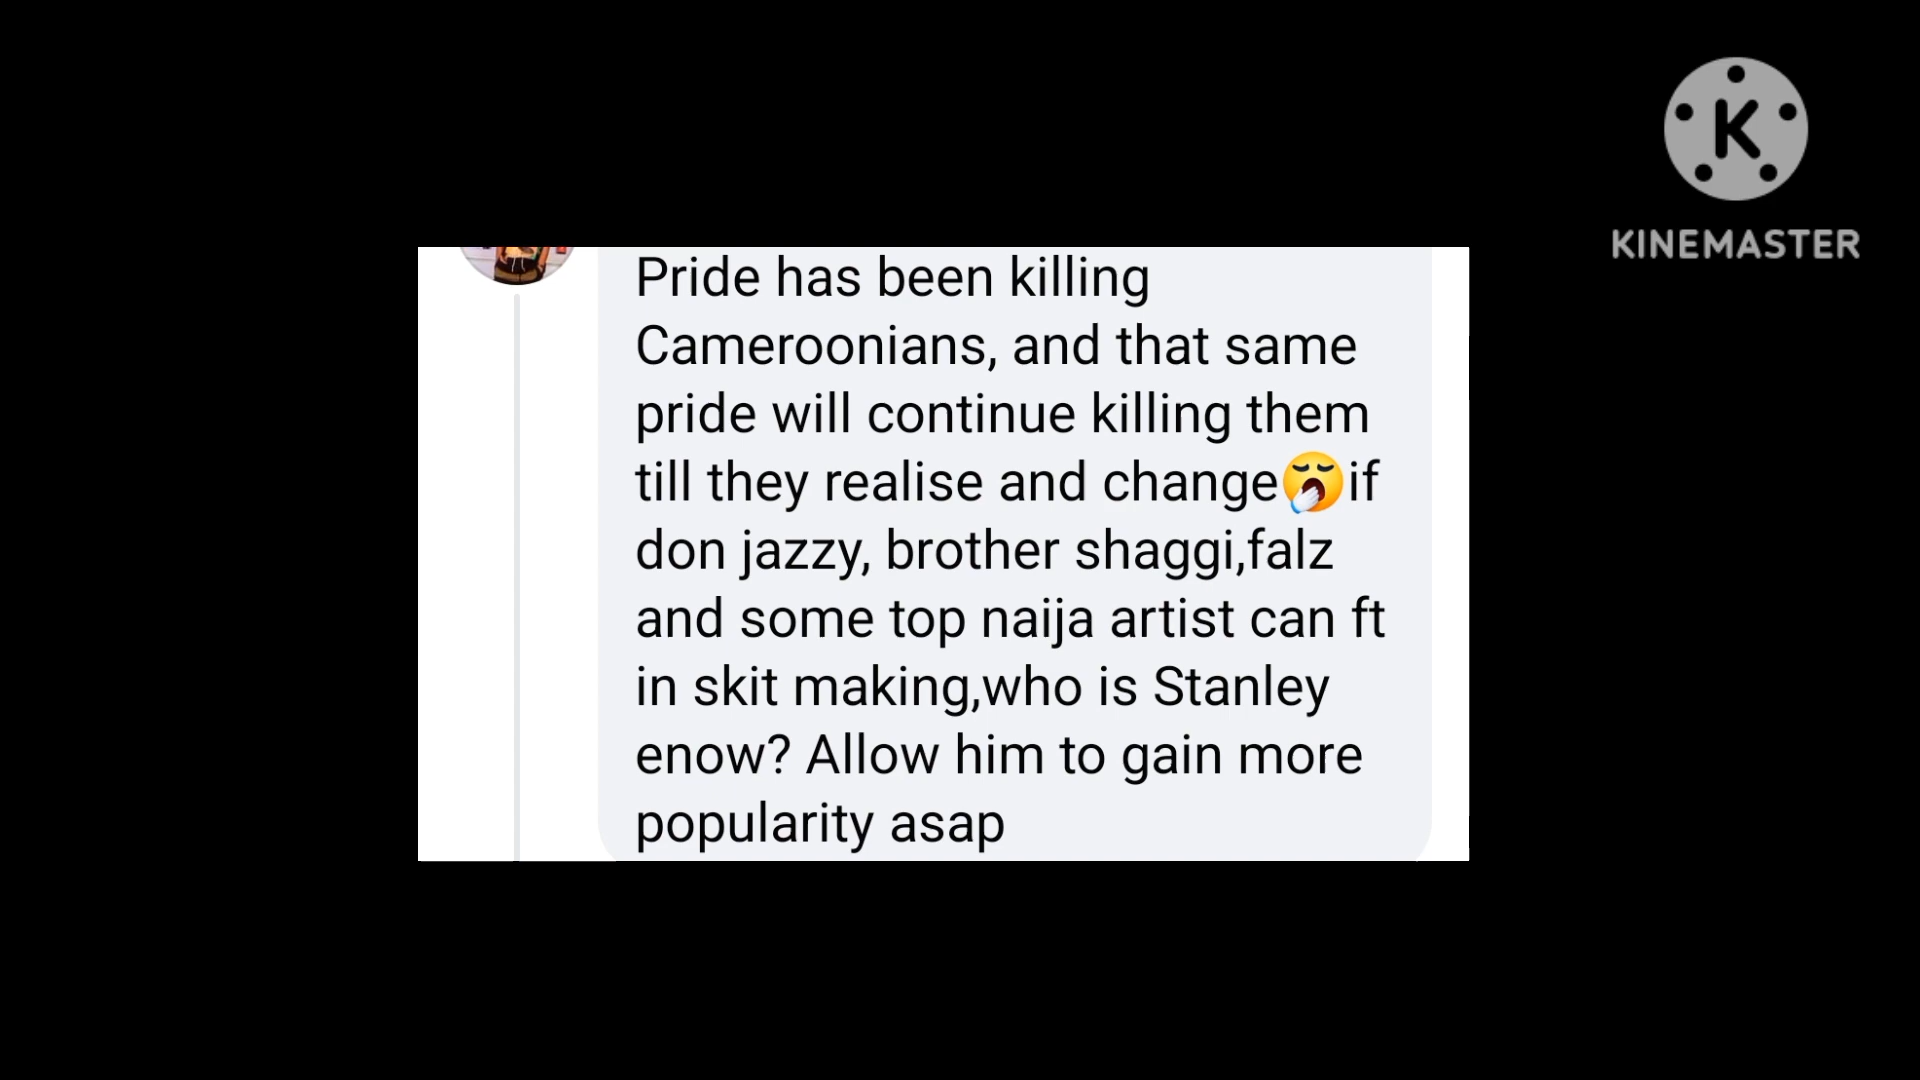 K
KINEMASTER
Pride has been killing
Cameroonians, and that same
pride will continue killing them
till they realise and change🥱if
don jazzy, brother shaggi,falz
and some top naija artist can ft
in skit making,who is Stanley
enow? Allow him to gain more
popularity asap